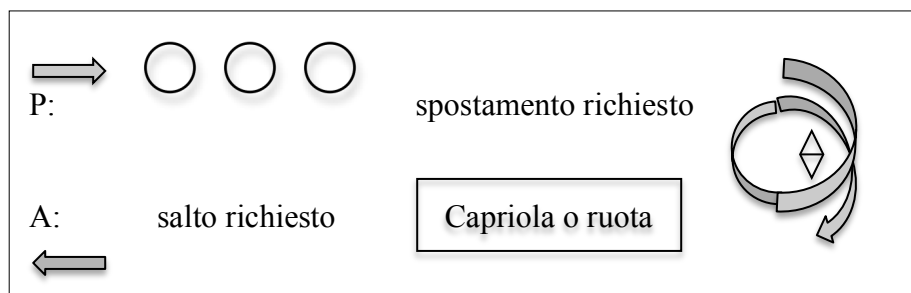 P: spostamento richiesto
A: salto richiesto Capriola o ruota